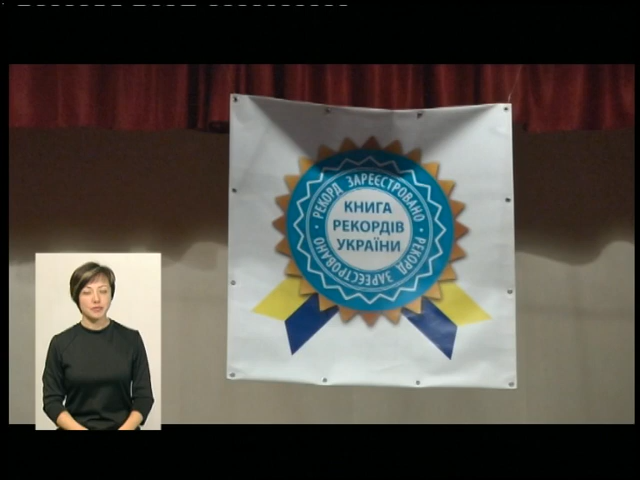 РЕКОРД ЗАРЕЄСТРОВАНО
КНИГА
РЕКОРДІВ
УКРАЇНИ
РЕКОРД ЗАРЕЄСТРОВАНО